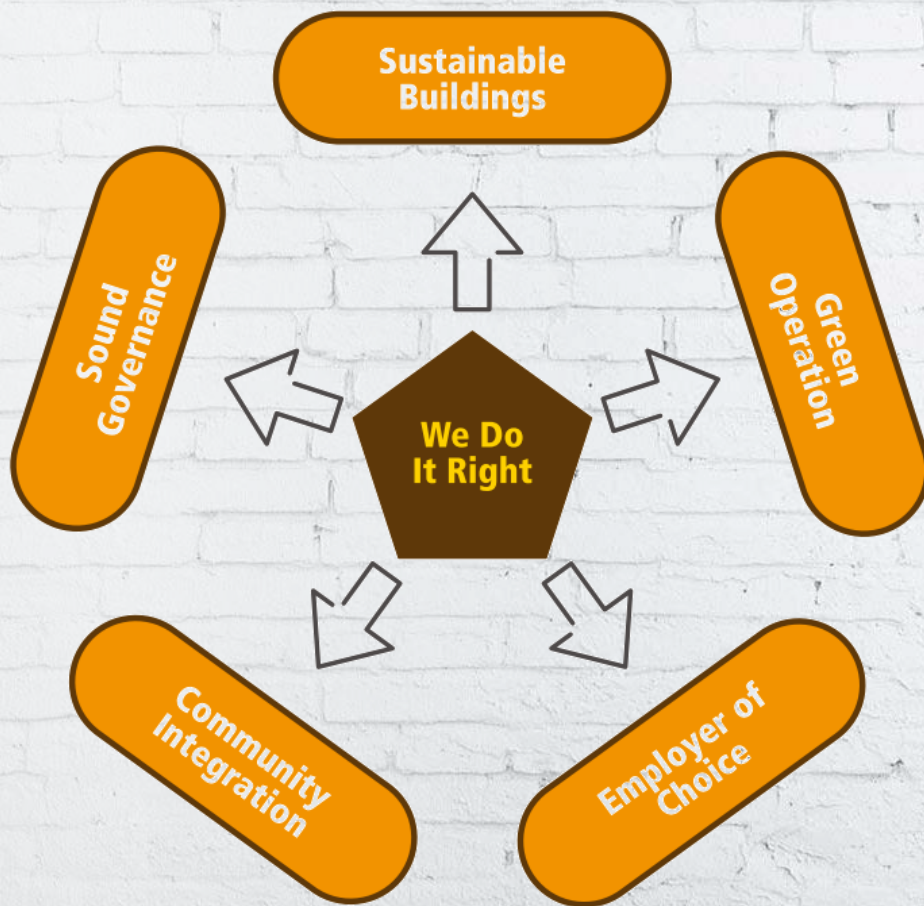 Sustainable
Buildings
Sound
Governance
Green
Operation
We Do
It Right
Community
Integration
Employer of
Choice